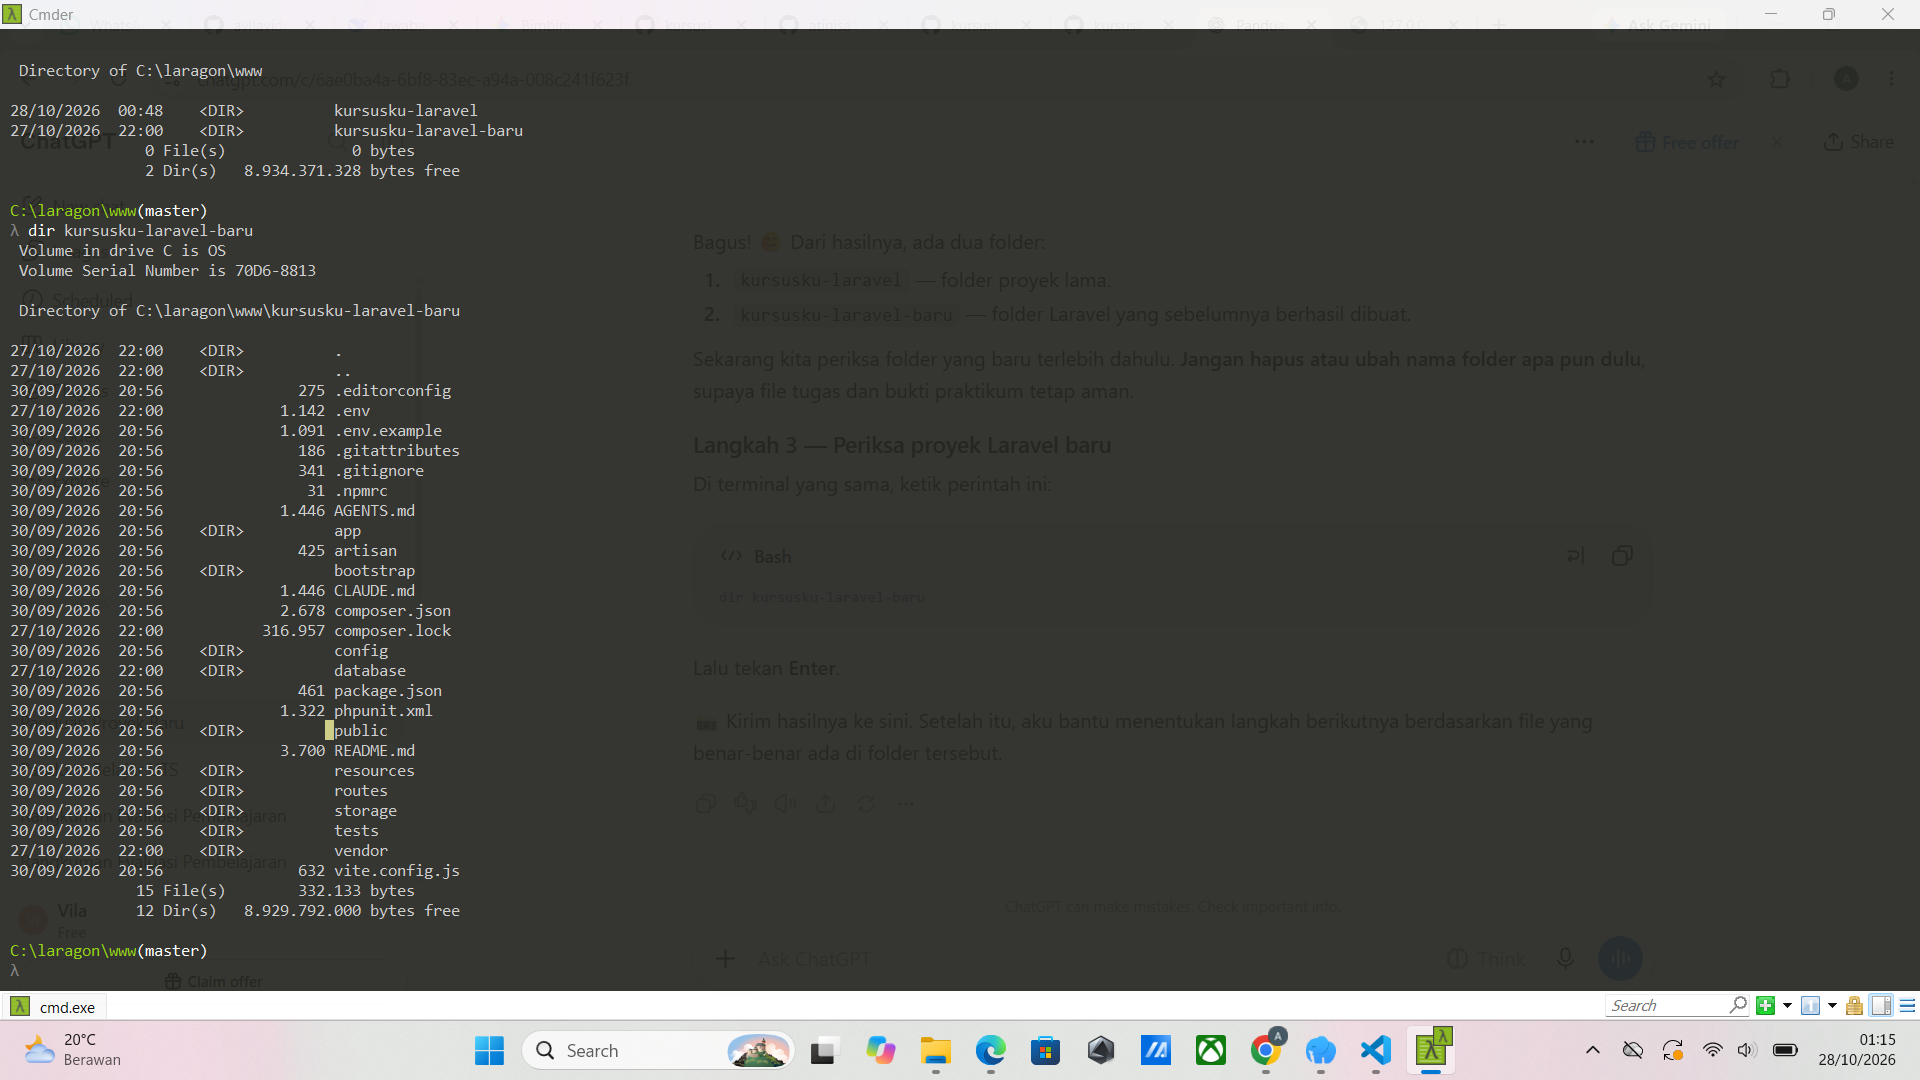 Cmder
Ask Gemini
Directory of C:\laragon\www
chatgpt.com/c/6ae0ba4a-6bf8-83ec-a94a-008c241f623f
28/10/2026  00:48    <DIR>          kursusku-laravel
27/10/2026  22:00    <DIR>          kursusku-laravel-baru
ChatGPT
Free offer
Share
0 File(s)              0 bytes
2 Dir(s)   8.934.371.328 bytes free
C:\laragon\www(master)
λ dir kursusku-laravel-baru
Volume in drive C is OS
Volume Serial Number is 70D6-8813
Scheduled
Directory of C:\laragon\www\kursusku-laravel-baru
27/10/2026  22:00    <DIR>          .
27/10/2026  22:00    <DIR>          ..
30/09/2026  20:56               275 .editorconfig
27/10/2026  22:00             1.142 .env
30/09/2026  20:56             1.091 .env.example
30/09/2026  20:56               186 .gitattributes
30/09/2026  20:56               341 .gitignore
30/09/2026  20:56                31 .npmrc
30/09/2026  20:56             1.446 AGENTS.md
30/09/2026  20:56    <DIR>          app
30/09/2026  20:56               425 artisan
30/09/2026  20:56    <DIR>          bootstrap
30/09/2026  20:56             1.446 CLAUDE.md
30/09/2026  20:56             2.678 composer.json
27/10/2026  22:00           316.957 composer.lock
30/09/2026  20:56    <DIR>          config
27/10/2026  22:00    <DIR>          database
30/09/2026  20:56               461 package.json
30/09/2026  20:56             1.322 phpunit.xml
30/09/2026  20:56    <DIR>          public
30/09/2026  20:56             3.700 README.md
30/09/2026  20:56    <DIR>          resources
30/09/2026  20:56    <DIR>          routes
30/09/2026  20:56    <DIR>          storage
30/09/2026  20:56    <DIR>          tests
27/10/2026  22:00    <DIR>          vendor
30/09/2026  20:56               632 vite.config.js
15 File(s)        332.133 bytes
12 Dir(s)   8.929.792.000 bytes free
C:\laragon\www(master)
λ
Vila
Free
Claim offer
Bagus! Dari hasilnya, ada dua folder:
1. kursusku-laravel — folder proyek lama.
2. kursusku-laravel-baru — folder Laravel yang sebelumnya berhasil dibuat.
Sekarang kita periksa folder yang baru terlebih dahulu. Jangan hapus atau ubah nama folder apa pun dulu,
supaya file tugas dan bukti praktikum tetap aman.
Langkah 3 — Periksa proyek Laravel baru
Di terminal yang sama, ketik perintah ini:
Bash
dir kursusku-laravel-baru
Lalu tekan Enter.
Kirim hasilnya ke sini. Setelah itu, aku bantu menentukan langkah berikutnya berdasarkan file yang
benar-benar ada di folder tersebut.
ChatGPT can make mistakes. Check important info.
Ask ChatGPT
Think
cmd.exe
Search
20°C
Berawan
Search
01:15
28/10/2026